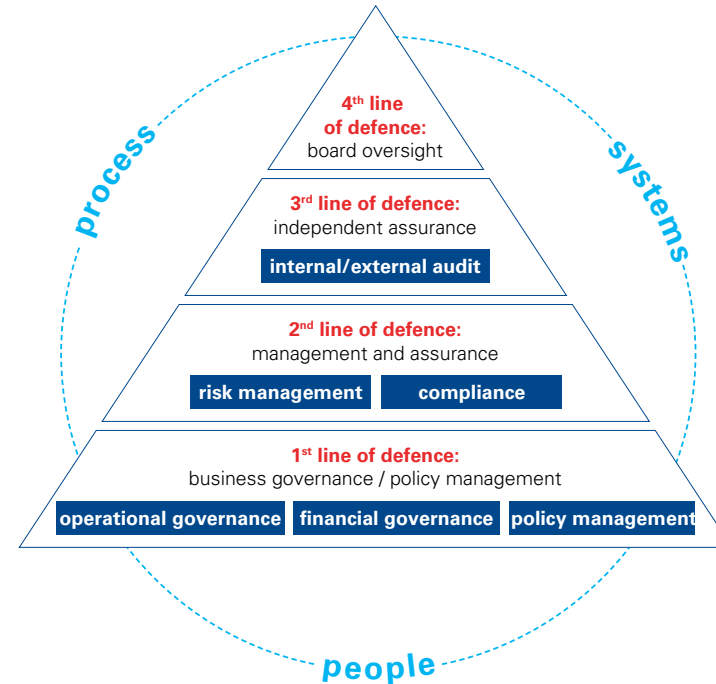 4th line
of defence:
board oversight
process
systems
3rd line of defence:
independent assurance
internal/external audit
2nd line of defence:
management and assurance
risk management compliance
1st line of defence:
business governance / policy management
operational governance financial governance policy management
people